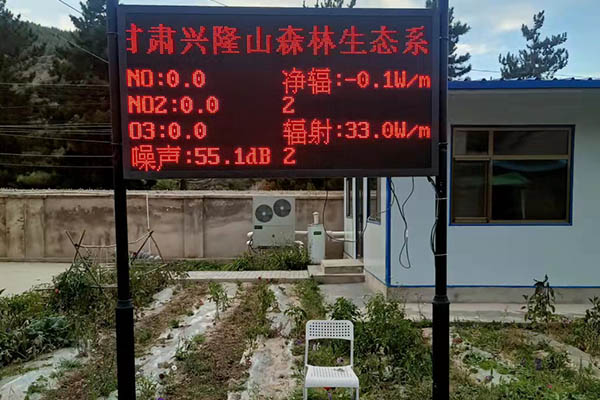 甘肃兴隆山森林生态系
NO:0.0 净辐:-0.1W/m
NO2:0.0 2
O3:0.0 辐射:33.0W/m
噪声:55.1dB 2